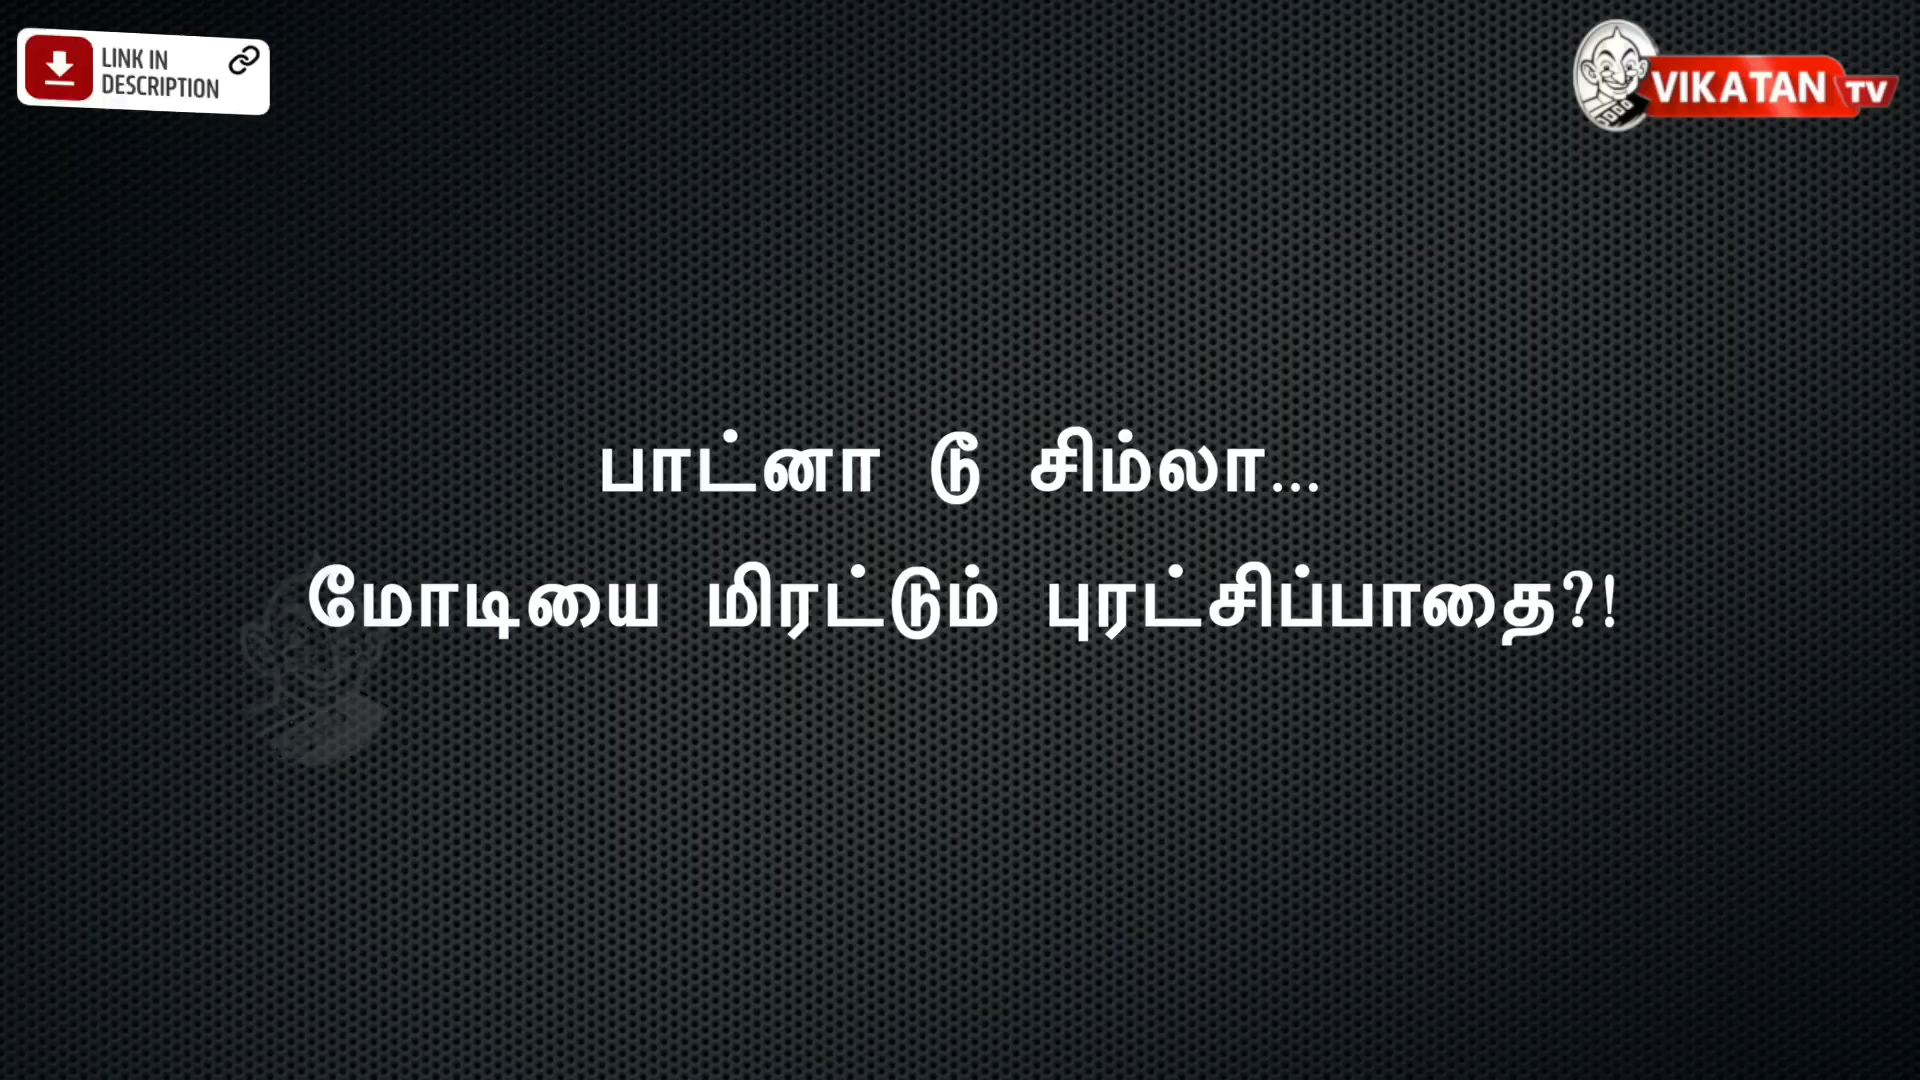 LINK IN
DESCRIPTION
VIKATAN TV
பாட்னா டூ சிம்லா...
மோடியை மிரட்டும் புரட்சிப்பாதை?!